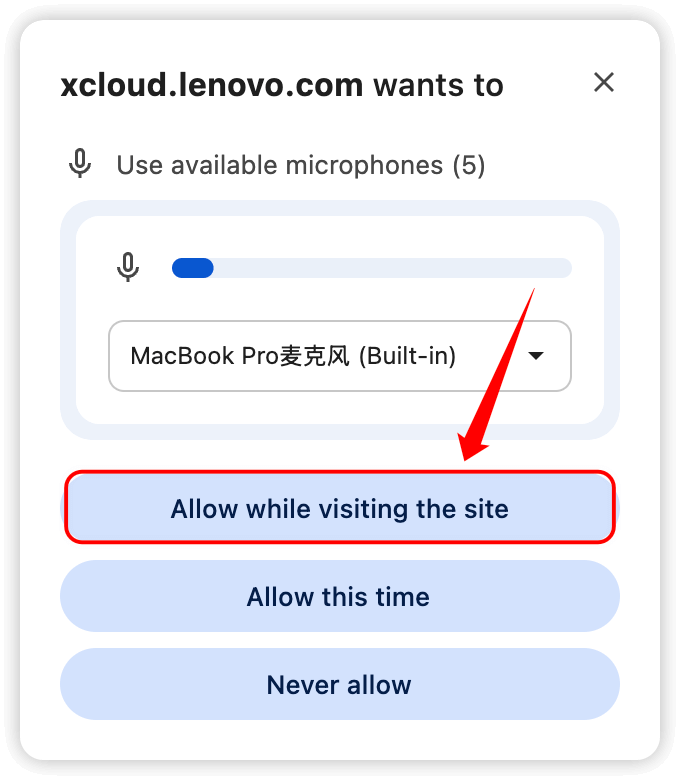 xcloud.lenovo.com wants to
Use available microphones (5)
MacBook Pro麦克风 (Built-in)
Allow while visiting the site
Allow this time
Never allow